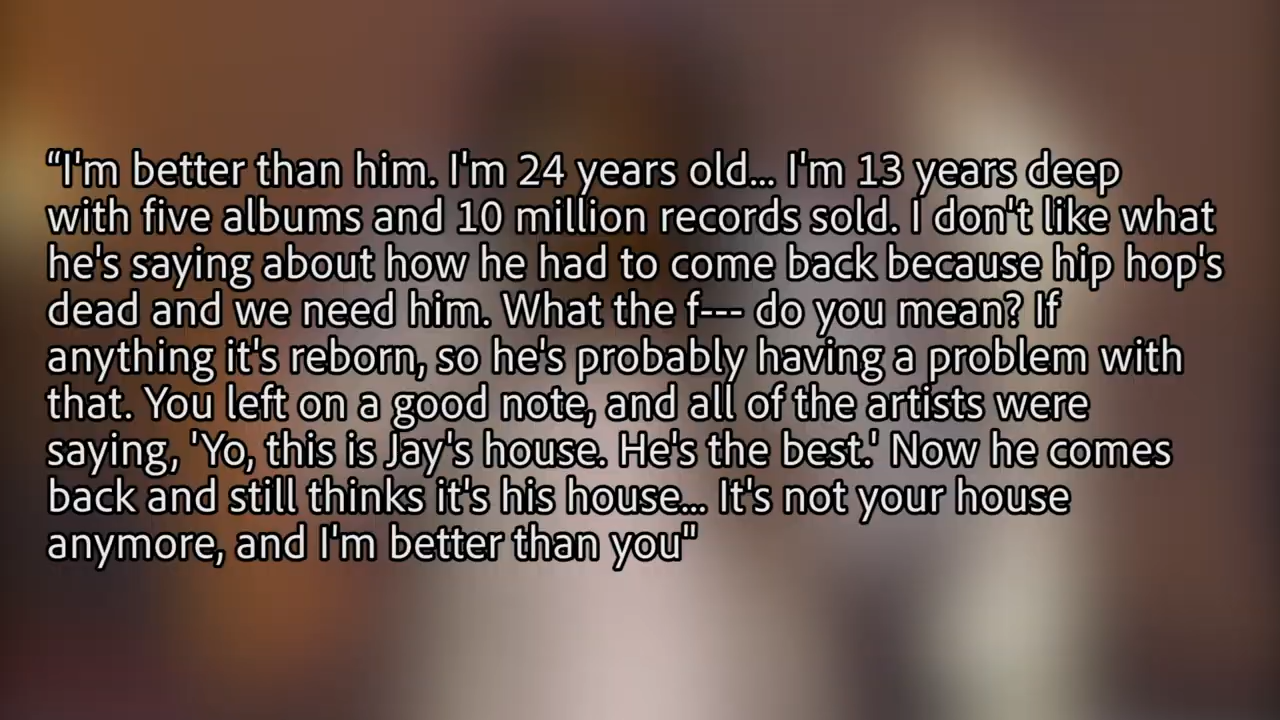 “I'm better than him. I'm 24 years old... I'm 13 years deep
with five albums and 10 million records sold. I don't like what
he's saying about how he had to come back because hip hop's
dead and we need him. What the f--- do you mean? If
anything it's reborn, so he's probably having a problem with
that. You left on a good note, and all of the artists were
saying, 'Yo, this is Jay's house. He's the best.' Now he comes
back and still thinks it's his house... It's not your house
anymore, and I'm better than you"